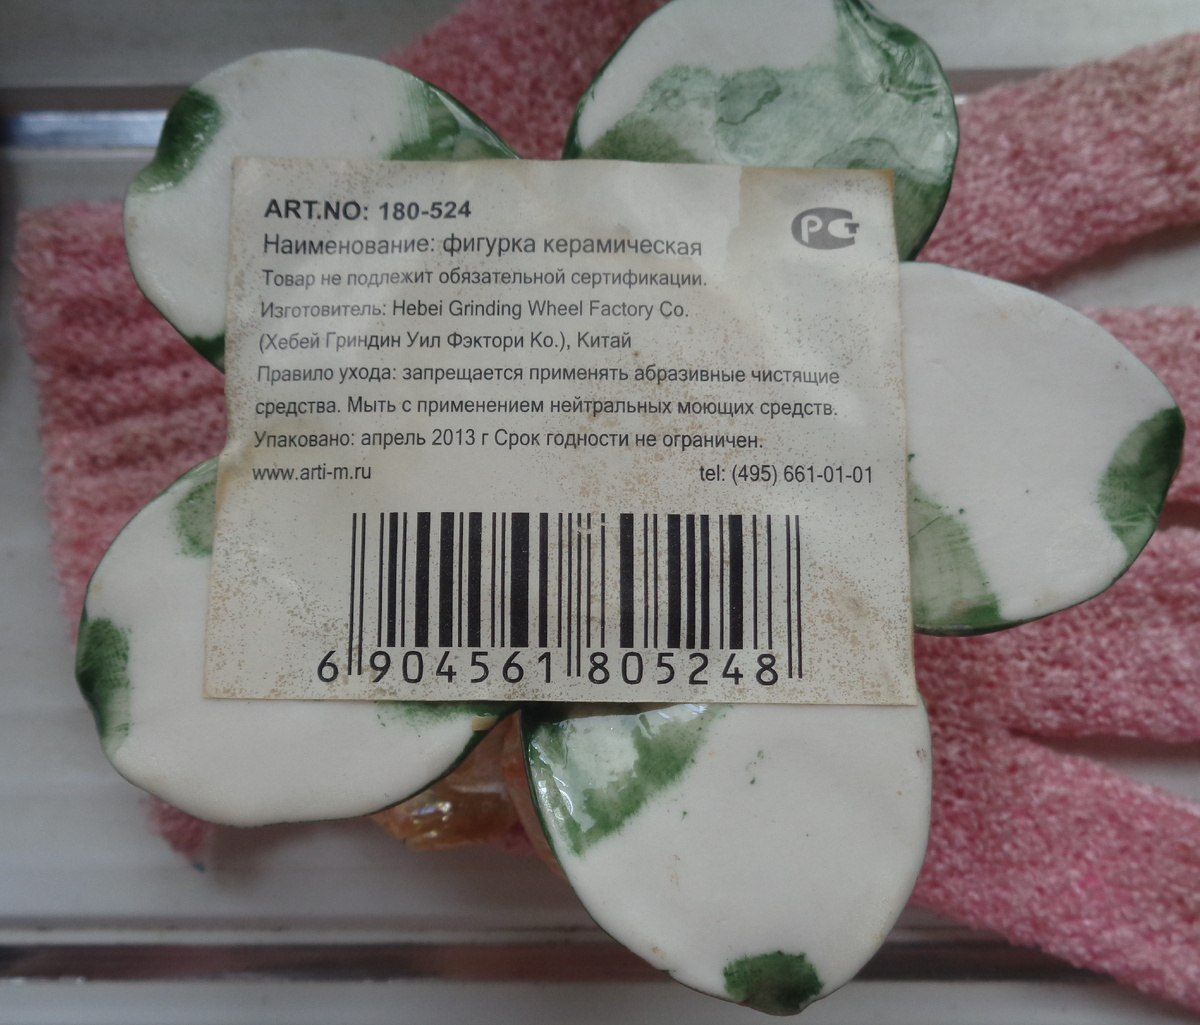 ART.NO: 180-524
РСТ
Наименование: фигурка керамическая
Товар не подлежит обязательной сертификации.
Изготовитель: Hebei Grinding Wheel Factory Co.
(Хебей Гриндин Уил Фэктори Ко.), Китай
Правило ухода: запрещается применять абразивные чистящие
средства. Мыть с применением нейтральных моющих средств.
Упаковано: апрель 2013 г Срок годности не ограничен.
www.arti-m.ru tel: (495) 661-01-01
6 904561 805248